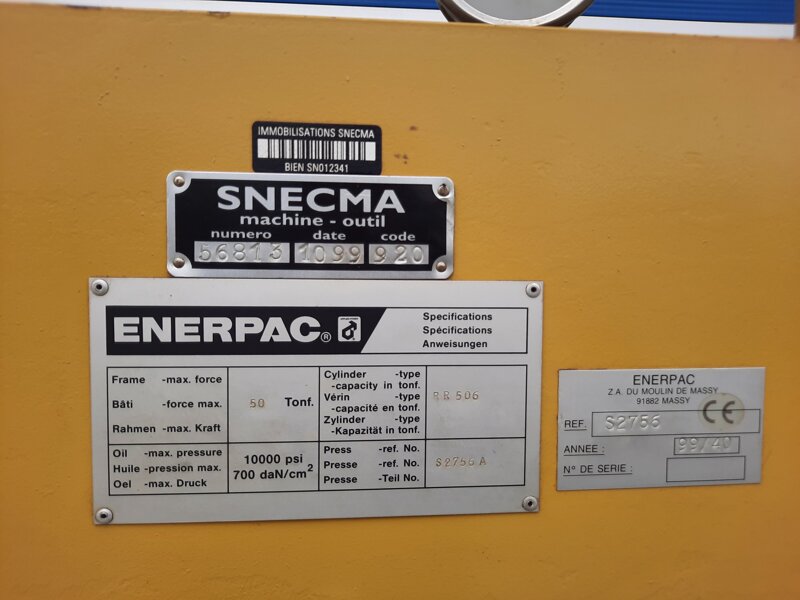 IMMOBILISATIONS SNECMA
BIEN SN012341
SNECMA
machine - outil
numero date code
56813 1099 920
ENERPAC®
Specifications
Spécifications
Anweisungen
Frame -max. force
Bâti -force max.
Rahmen -max. Kraft
50 Tonf.
Cylinder -type
-capacity in tonf.
Vérin -type
-capacité en tonf.
Zylinder -type
-Kapazität in tonf.
RR 506
Oil -max. pressure
Huile -pression max.
Oel -max. Druck
10000 psi
700 daN/cm²
Press -ref. No.
Presse -ref. No.
Presse -Teil No.
S2756 A
ENERPAC
Z.A. DU MOULIN DE MASSY
91882 MASSY
CE
REF. S2756
ANNEE : 99/40
N° DE SERIE :